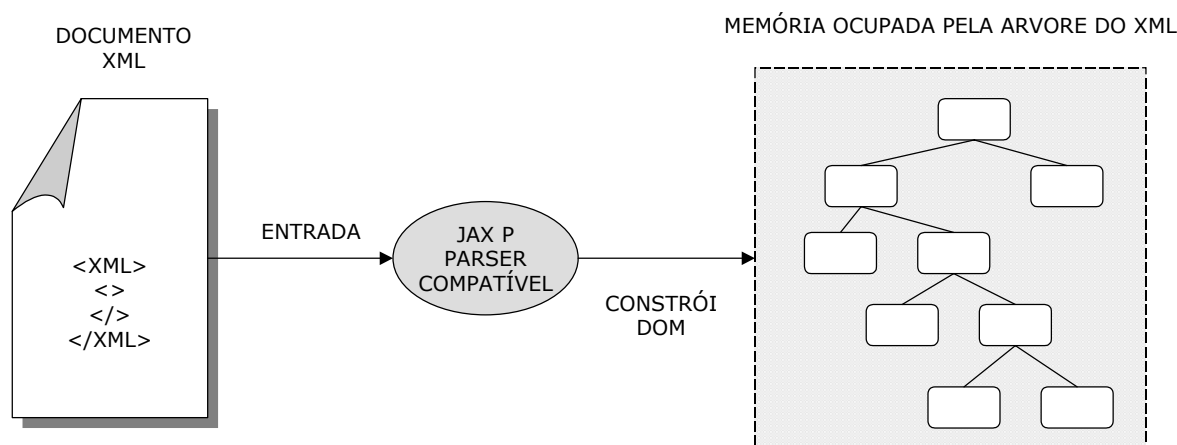 DOCUMENTO
XML
<XML>
<>
</>
</XML>
ENTRADA
JAX P
PARSER
COMPATÍVEL
CONSTRÓI
DOM
MEMÓRIA OCUPADA PELA ARVORE DO XML